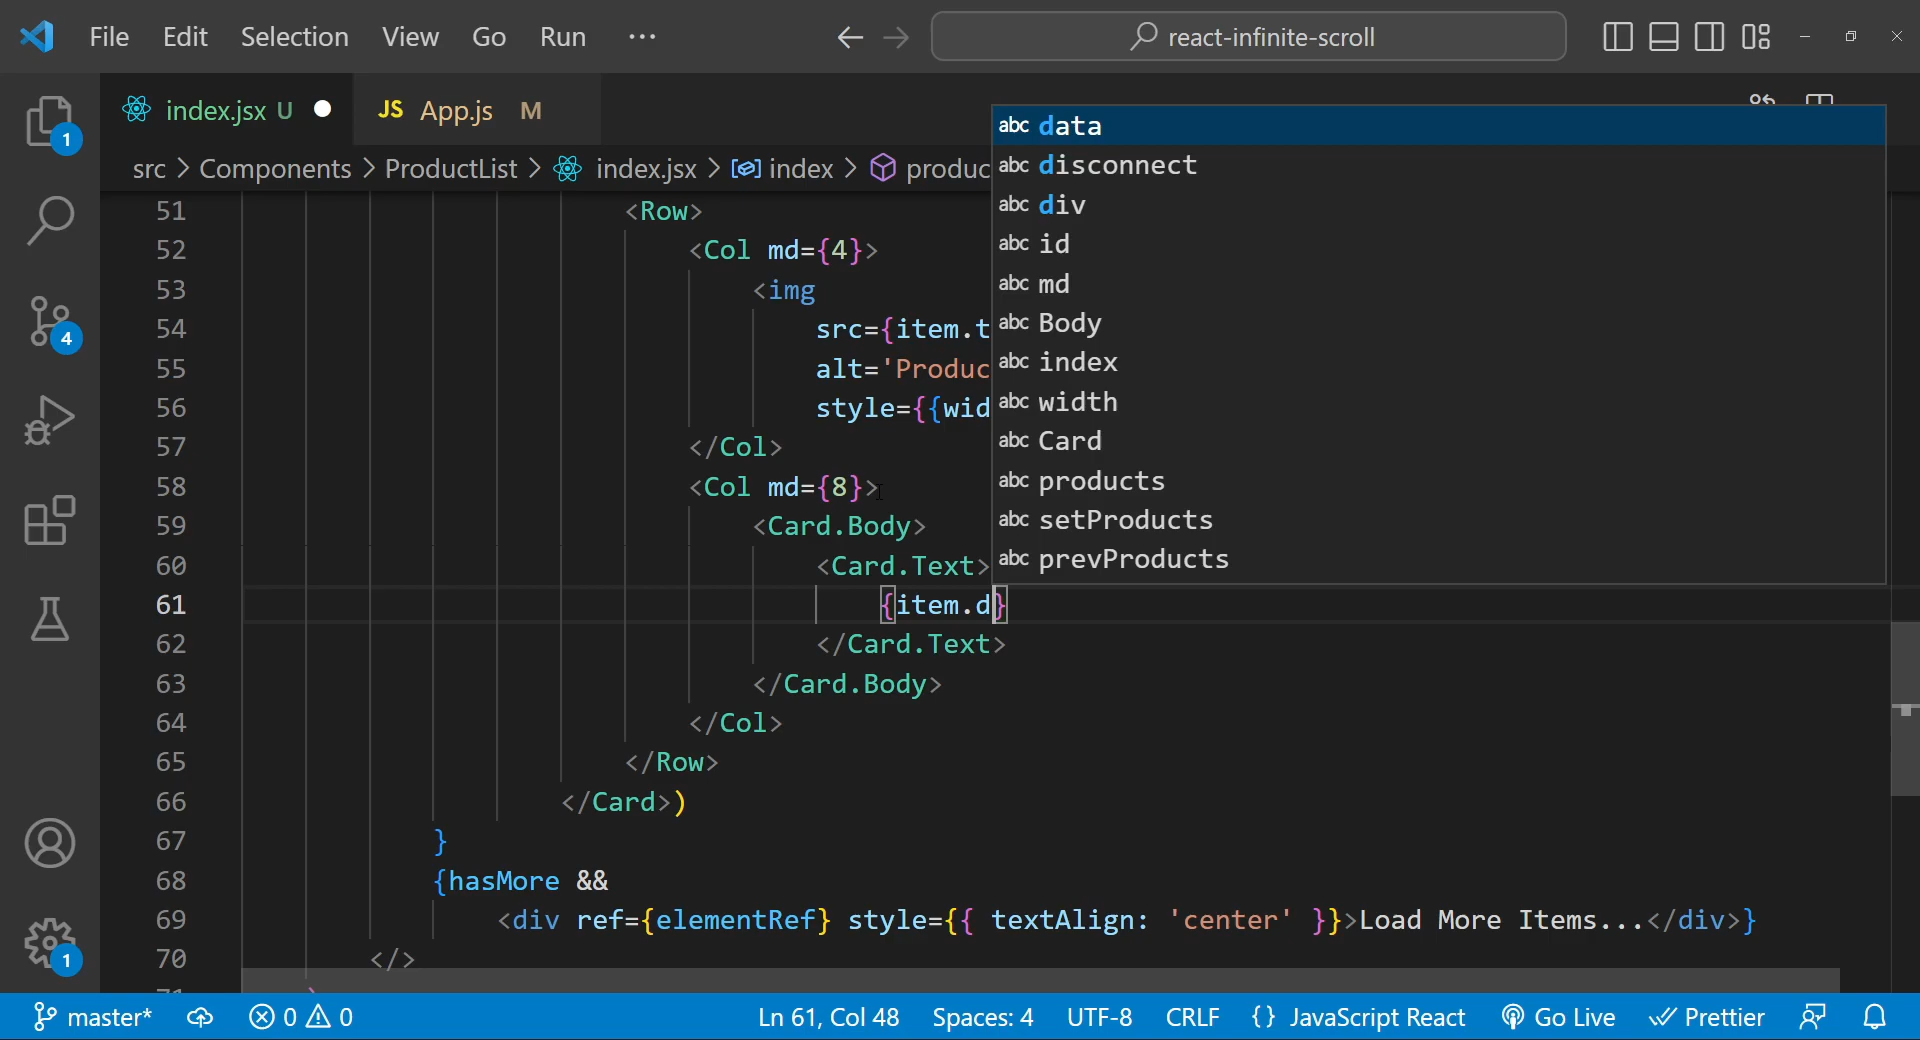 File Edit Selection View Go Run ... react-infinite-scroll
index.jsx U JS App.js M
src > Components > ProductList > index.jsx > index > produc
51 <Row>
52 <Col md={4}>
53 <img
54 src={item.t
55 alt='Produc
56 style={{wid
57 </Col>
58 <Col md={8}>
59 <Card.Body>
60 <Card.Text>
61 {item.d}
62 </Card.Text>
63 </Card.Body>
64 </Col>
65 </Row>
66 </Card>)
67 }
68 {hasMore &&
69 <div ref={elementRef} style={{ textAlign: 'center' }}>Load More Items...</div>}
70 </>
abc data
abc disconnect
abc div
abc id
abc md
abc Body
abc index
abc width
abc Card
abc products
abc setProducts
abc prevProducts
1
4
1
master* 0 0 Ln 61, Col 48 Spaces: 4 UTF-8 CRLF {} JavaScript React Go Live Prettier